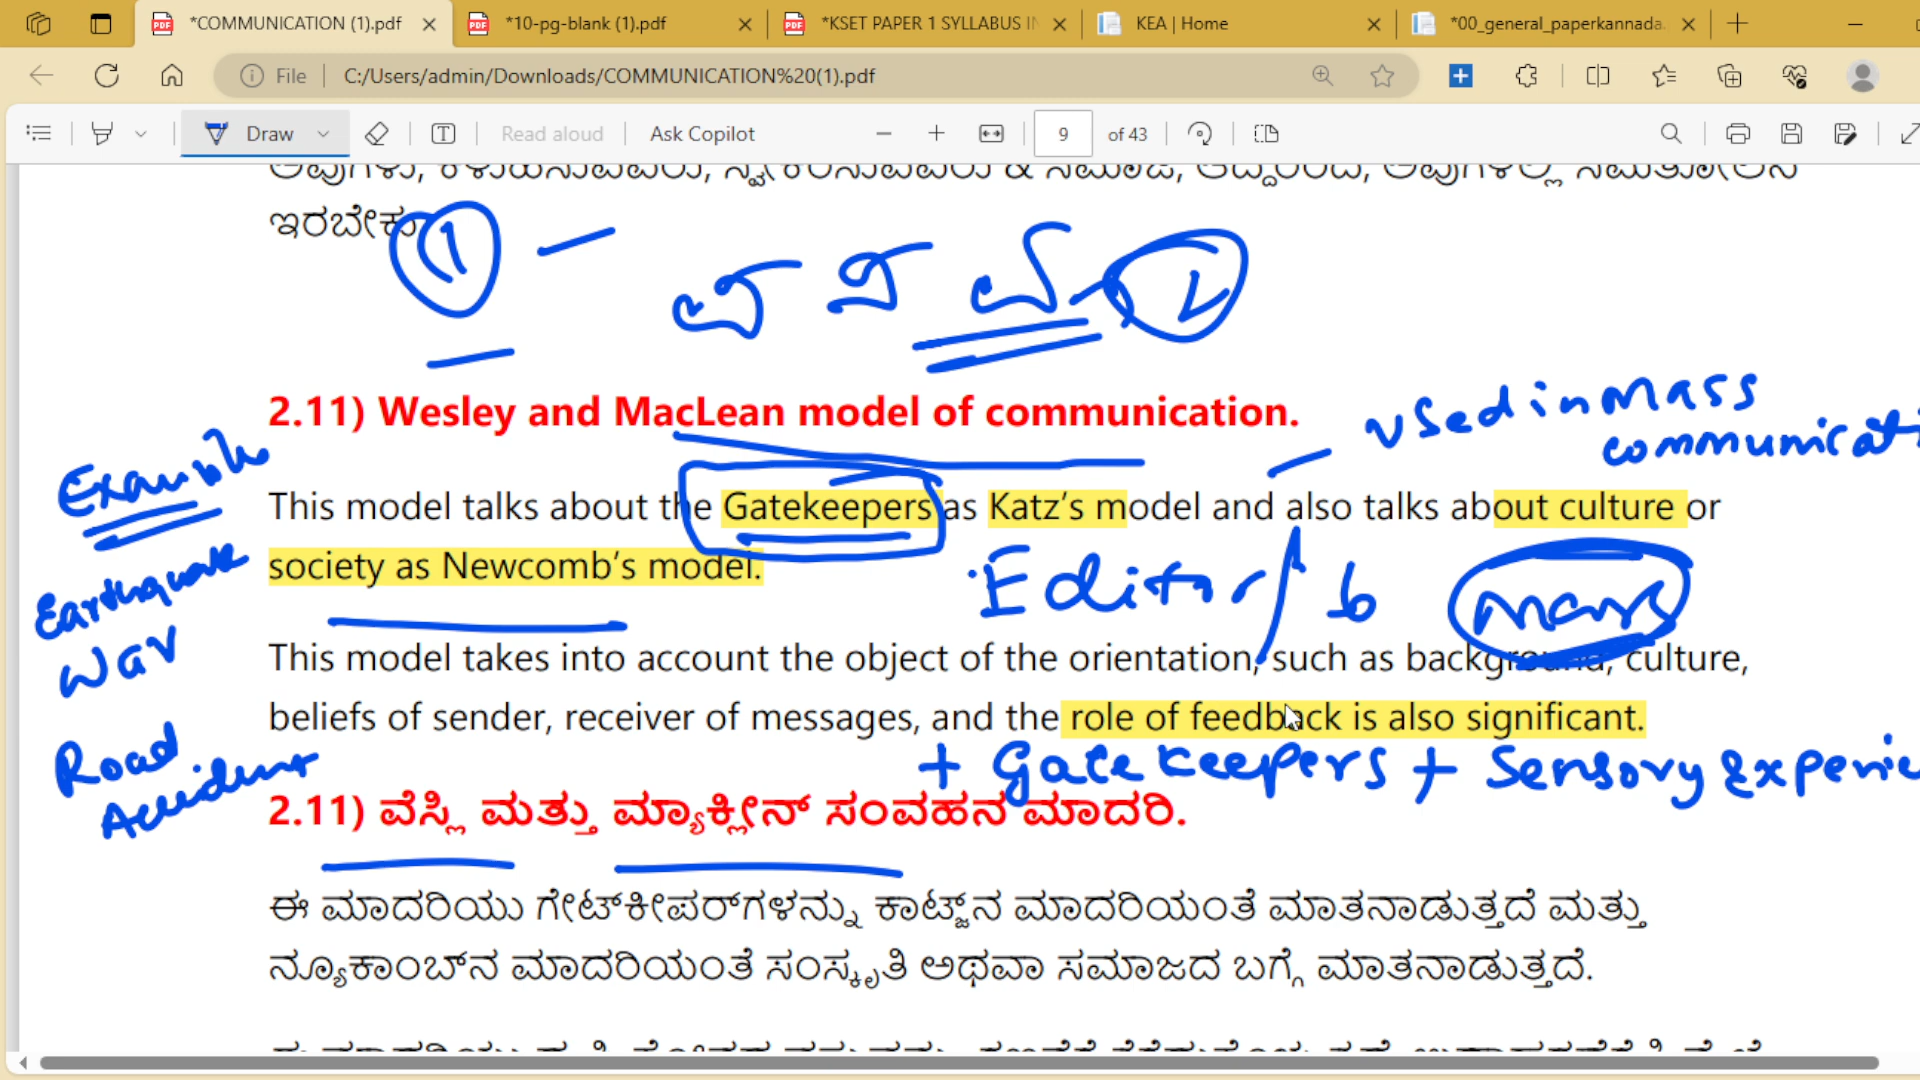 *COMMUNICATION (1).pdf
*10-pg-blank (1).pdf
*KSET PAPER 1 SYLLABUS IN
KEA | Home
*00_general_paperkannada.
File
C:/Users/admin/Downloads/COMMUNICATION%20(1).pdf
Draw
Read aloud
Ask Copilot
9
of 43
ಇರಬೇಕು
1
2.11) Wesley and MacLean model of communication.
used in mass
communicati
Example
This model talks about the Gatekeepers as Katz's model and also talks about culture or
society as Newcomb's model.
Editor
mass
Earthquake
War
This model takes into account the object of the orientation, such as background, culture,
beliefs of sender, receiver of messages, and the role of feedback is also significant.
Road
Accident
+ Gatekeepers + Sensory Experie
2.11) ವೆಸ್ಲಿ ಮತ್ತು ಮ್ಯಾಕ್ಲೀನ್ ಸಂವಹನ ಮಾದರಿ.
ಈ ಮಾದರಿಯು ಗೇಟ್‌ಕೀಪರ್‌ಗಳನ್ನು ಕಾಟ್ಜ್‌ನ ಮಾದರಿಯಂತೆ ಮಾತನಾಡುತ್ತದೆ ಮತ್ತು
ನ್ಯೂಕಾಂಬ್‌ನ ಮಾದರಿಯಂತೆ ಸಂಸ್ಕೃತಿ ಅಥವಾ ಸಮಾಜದ ಬಗ್ಗೆ ಮಾತನಾಡುತ್ತದೆ.